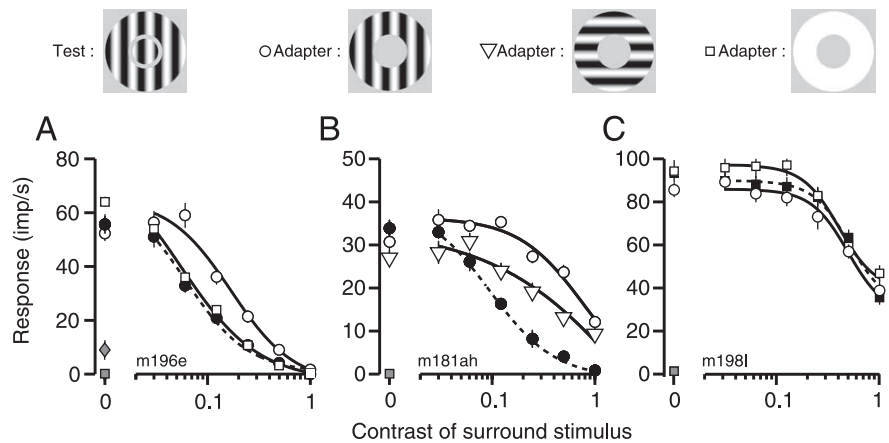 Test :
Adapter :
Adapter :
Adapter :
A
B
C
Response (imp/s)
80
60
40
20
0
m196e
0
0.1
1
50
40
30
20
10
0
m181ah
0
0.1
1
100
80
60
40
20
0
m198l
0
0.1
1
Contrast of surround stimulus